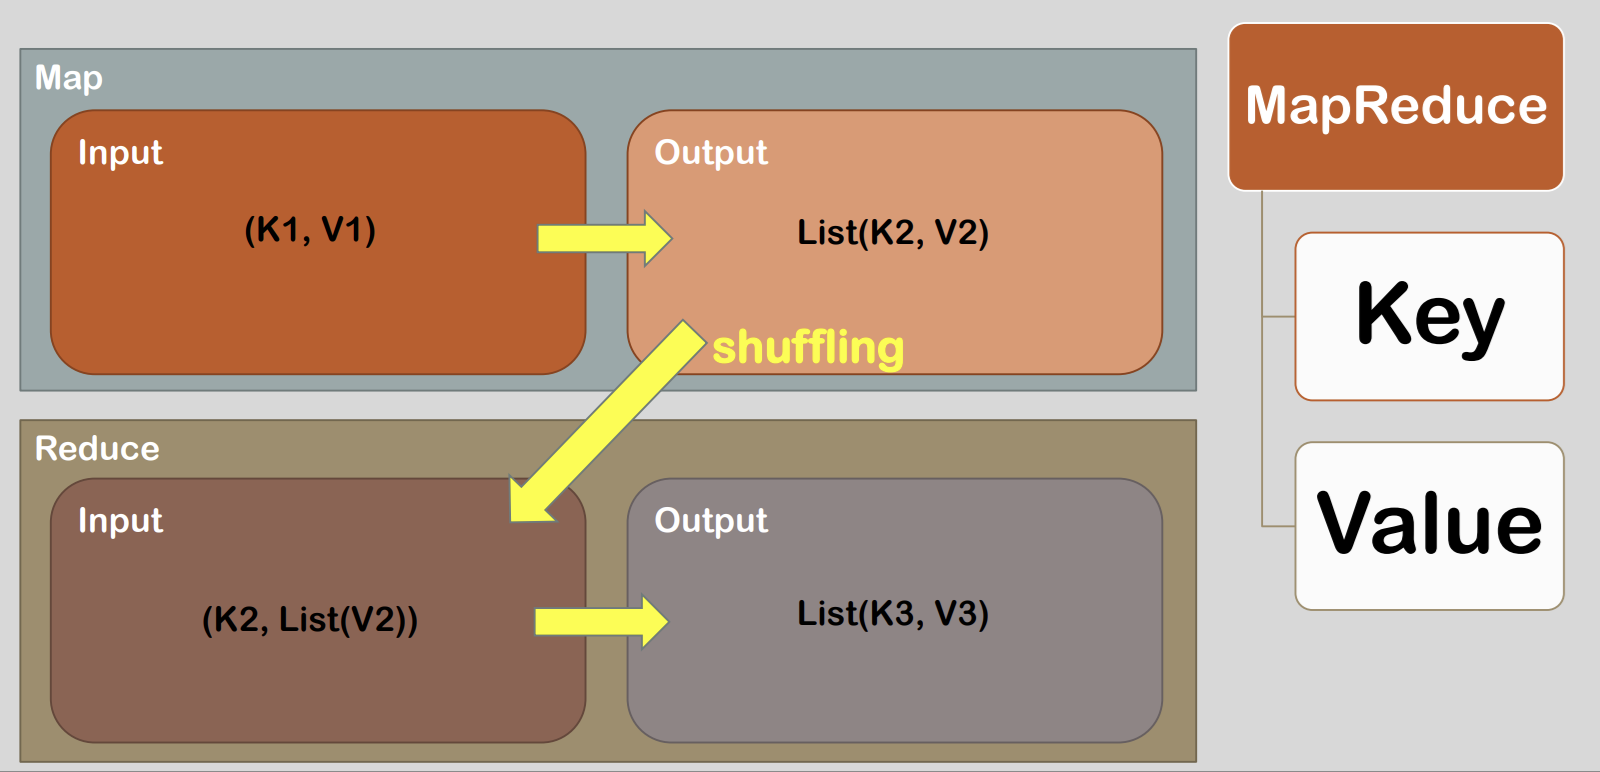 Map
Input
(K1, V1)
Output
List(K2, V2)
shuffling
Reduce
Input
(K2, List(V2))
Output
List(K3, V3)
MapReduce
Key
Value